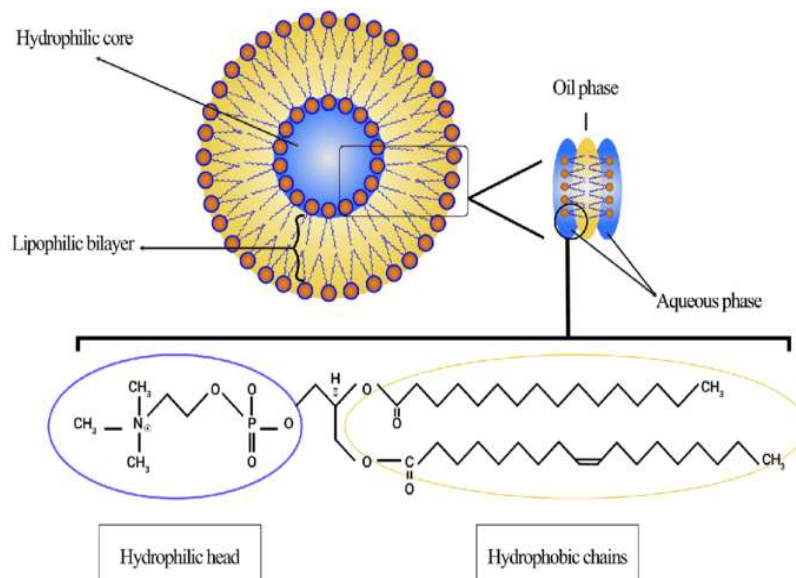 Hydrophilic core
Oil phase
Lipophilic bilayer
Aqueous phase
CH₃
CH₃
N
⊕
CH₃
O
O
P
O
O
H
O
O
CH₃
O
C
O
CH₃
Hydrophilic head
Hydrophobic chains